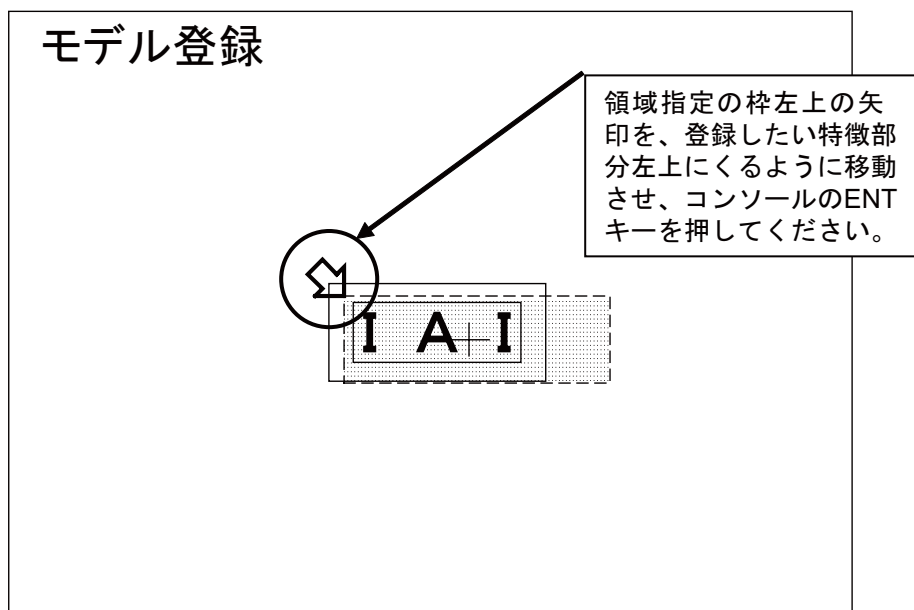 モデル登録
領域指定の枠左上の矢
印を、登録したい特徴部
分左上にくるように移動
させ、コンソールのENT
キーを押してください。
I A I